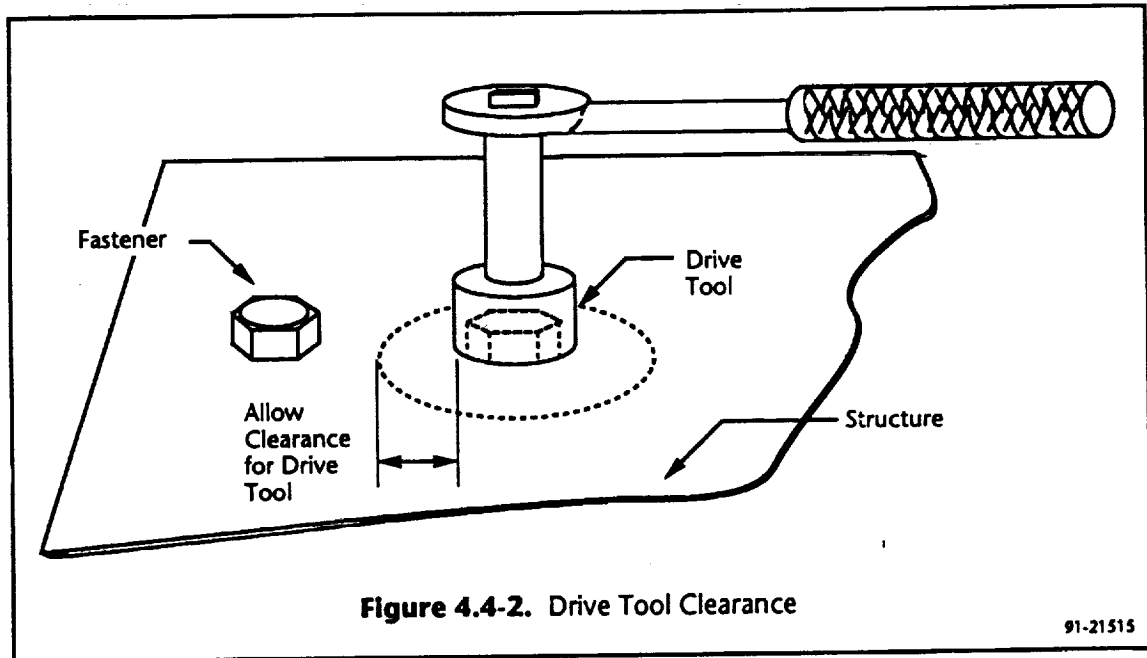 Fastener
Drive
Tool
Allow
Clearance
for Drive
Tool
Structure
Figure 4.4-2. Drive Tool Clearance
91-21515